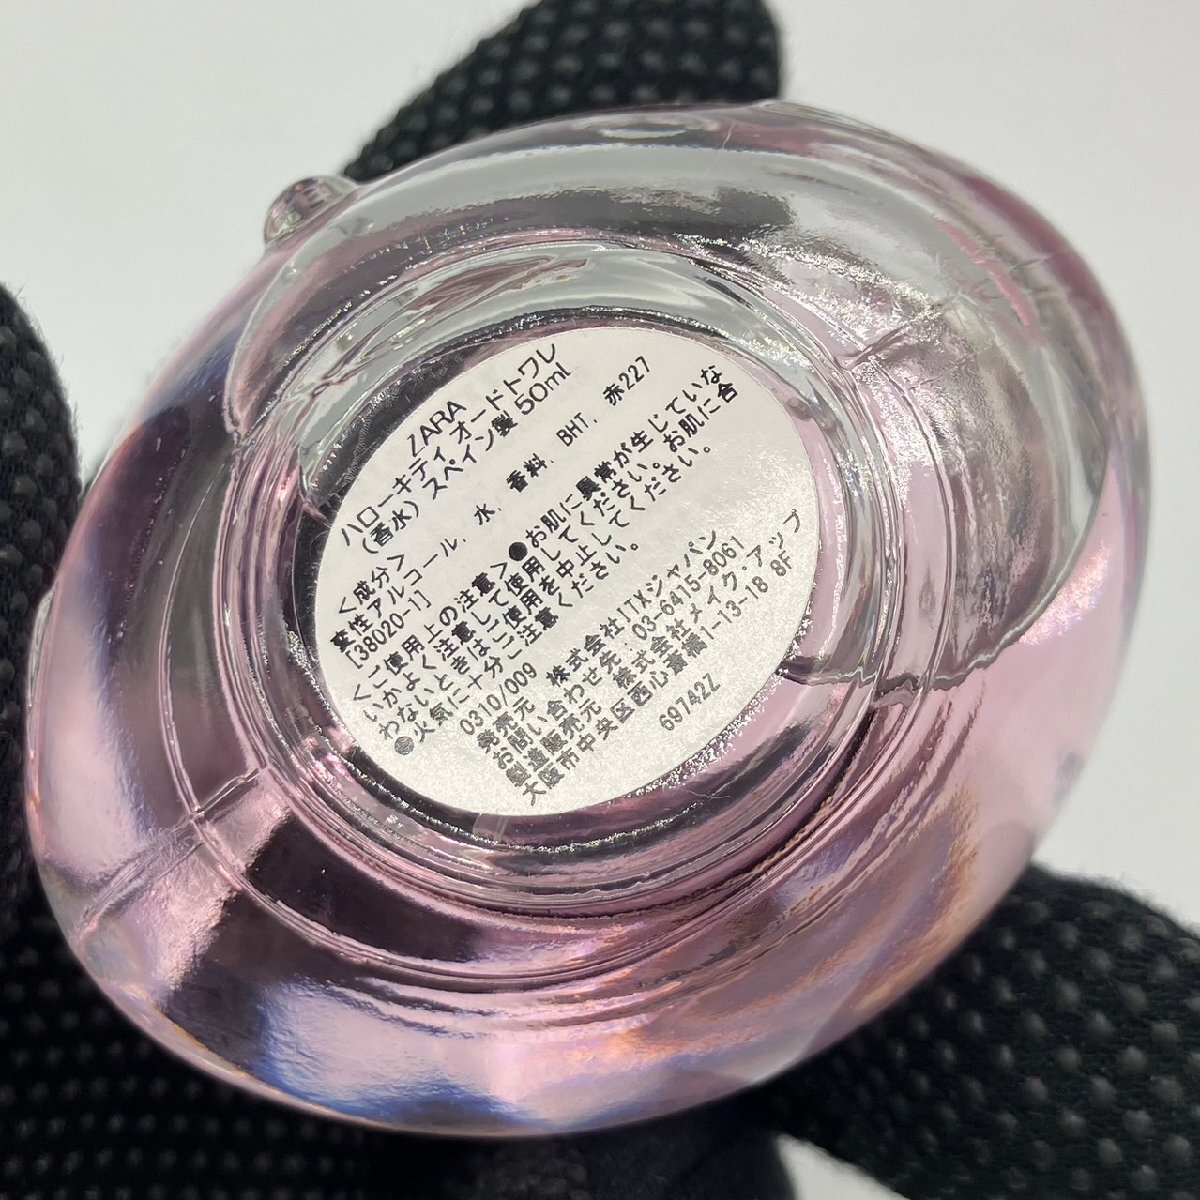 ZARA
ハローキティ オードトワレ
(香水) スペイン製 50ml
<成分>
変性アルコール、水、香料、BHT、赤227
[38020-1]
<ご使用上の注意> ●お肌に異常が生じていな
いかよく注意して使用してください。お肌に合
わないときはご使用を中止してください。
●火気に十分ご注意ください。
0310/009
発売元 株式会社ITXジャパン
お問い合わせ先 : 03-6415-8061
製造販売元 株式会社メイク・アップ
大阪市中央区西心斎橋1-13-18 8F
69742Z